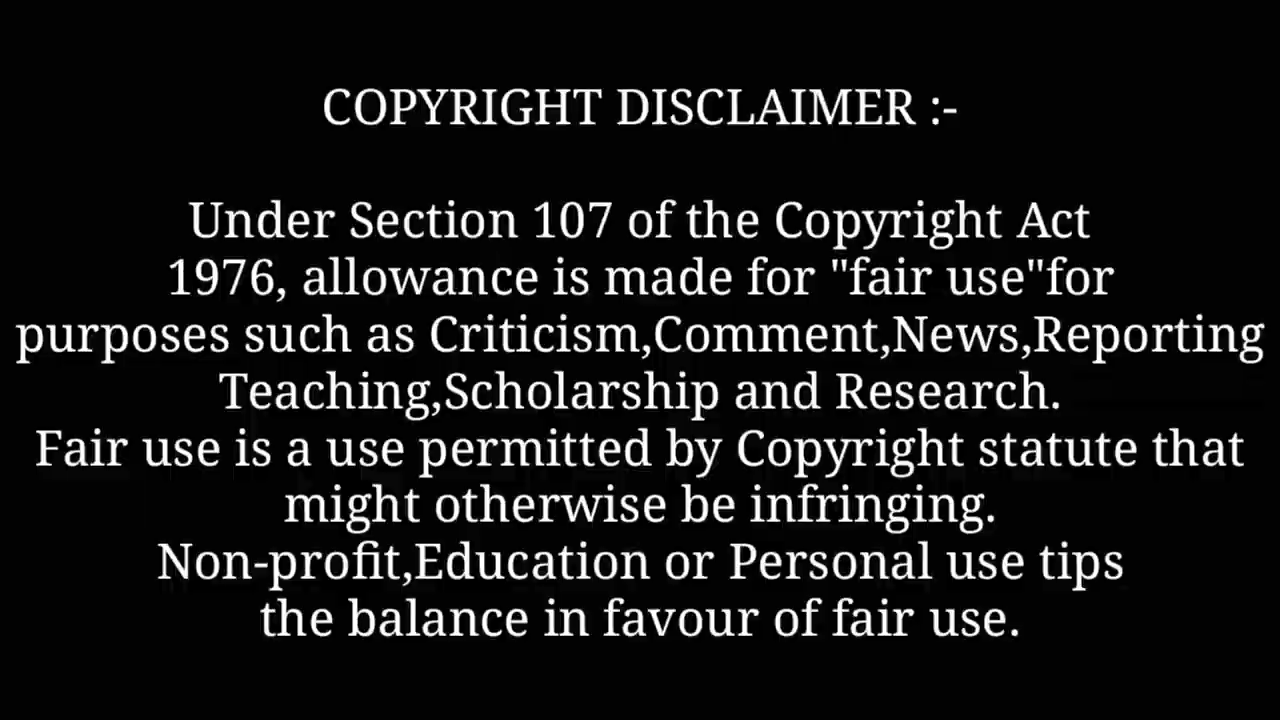 COPYRIGHT DISCLAIMER :-
Under Section 107 of the Copyright Act
1976, allowance is made for "fair use"for
purposes such as Criticism,Comment,News,Reporting
Teaching,Scholarship and Research.
Fair use is a use permitted by Copyright statute that
might otherwise be infringing.
Non-profit,Education or Personal use tips
the balance in favour of fair use.